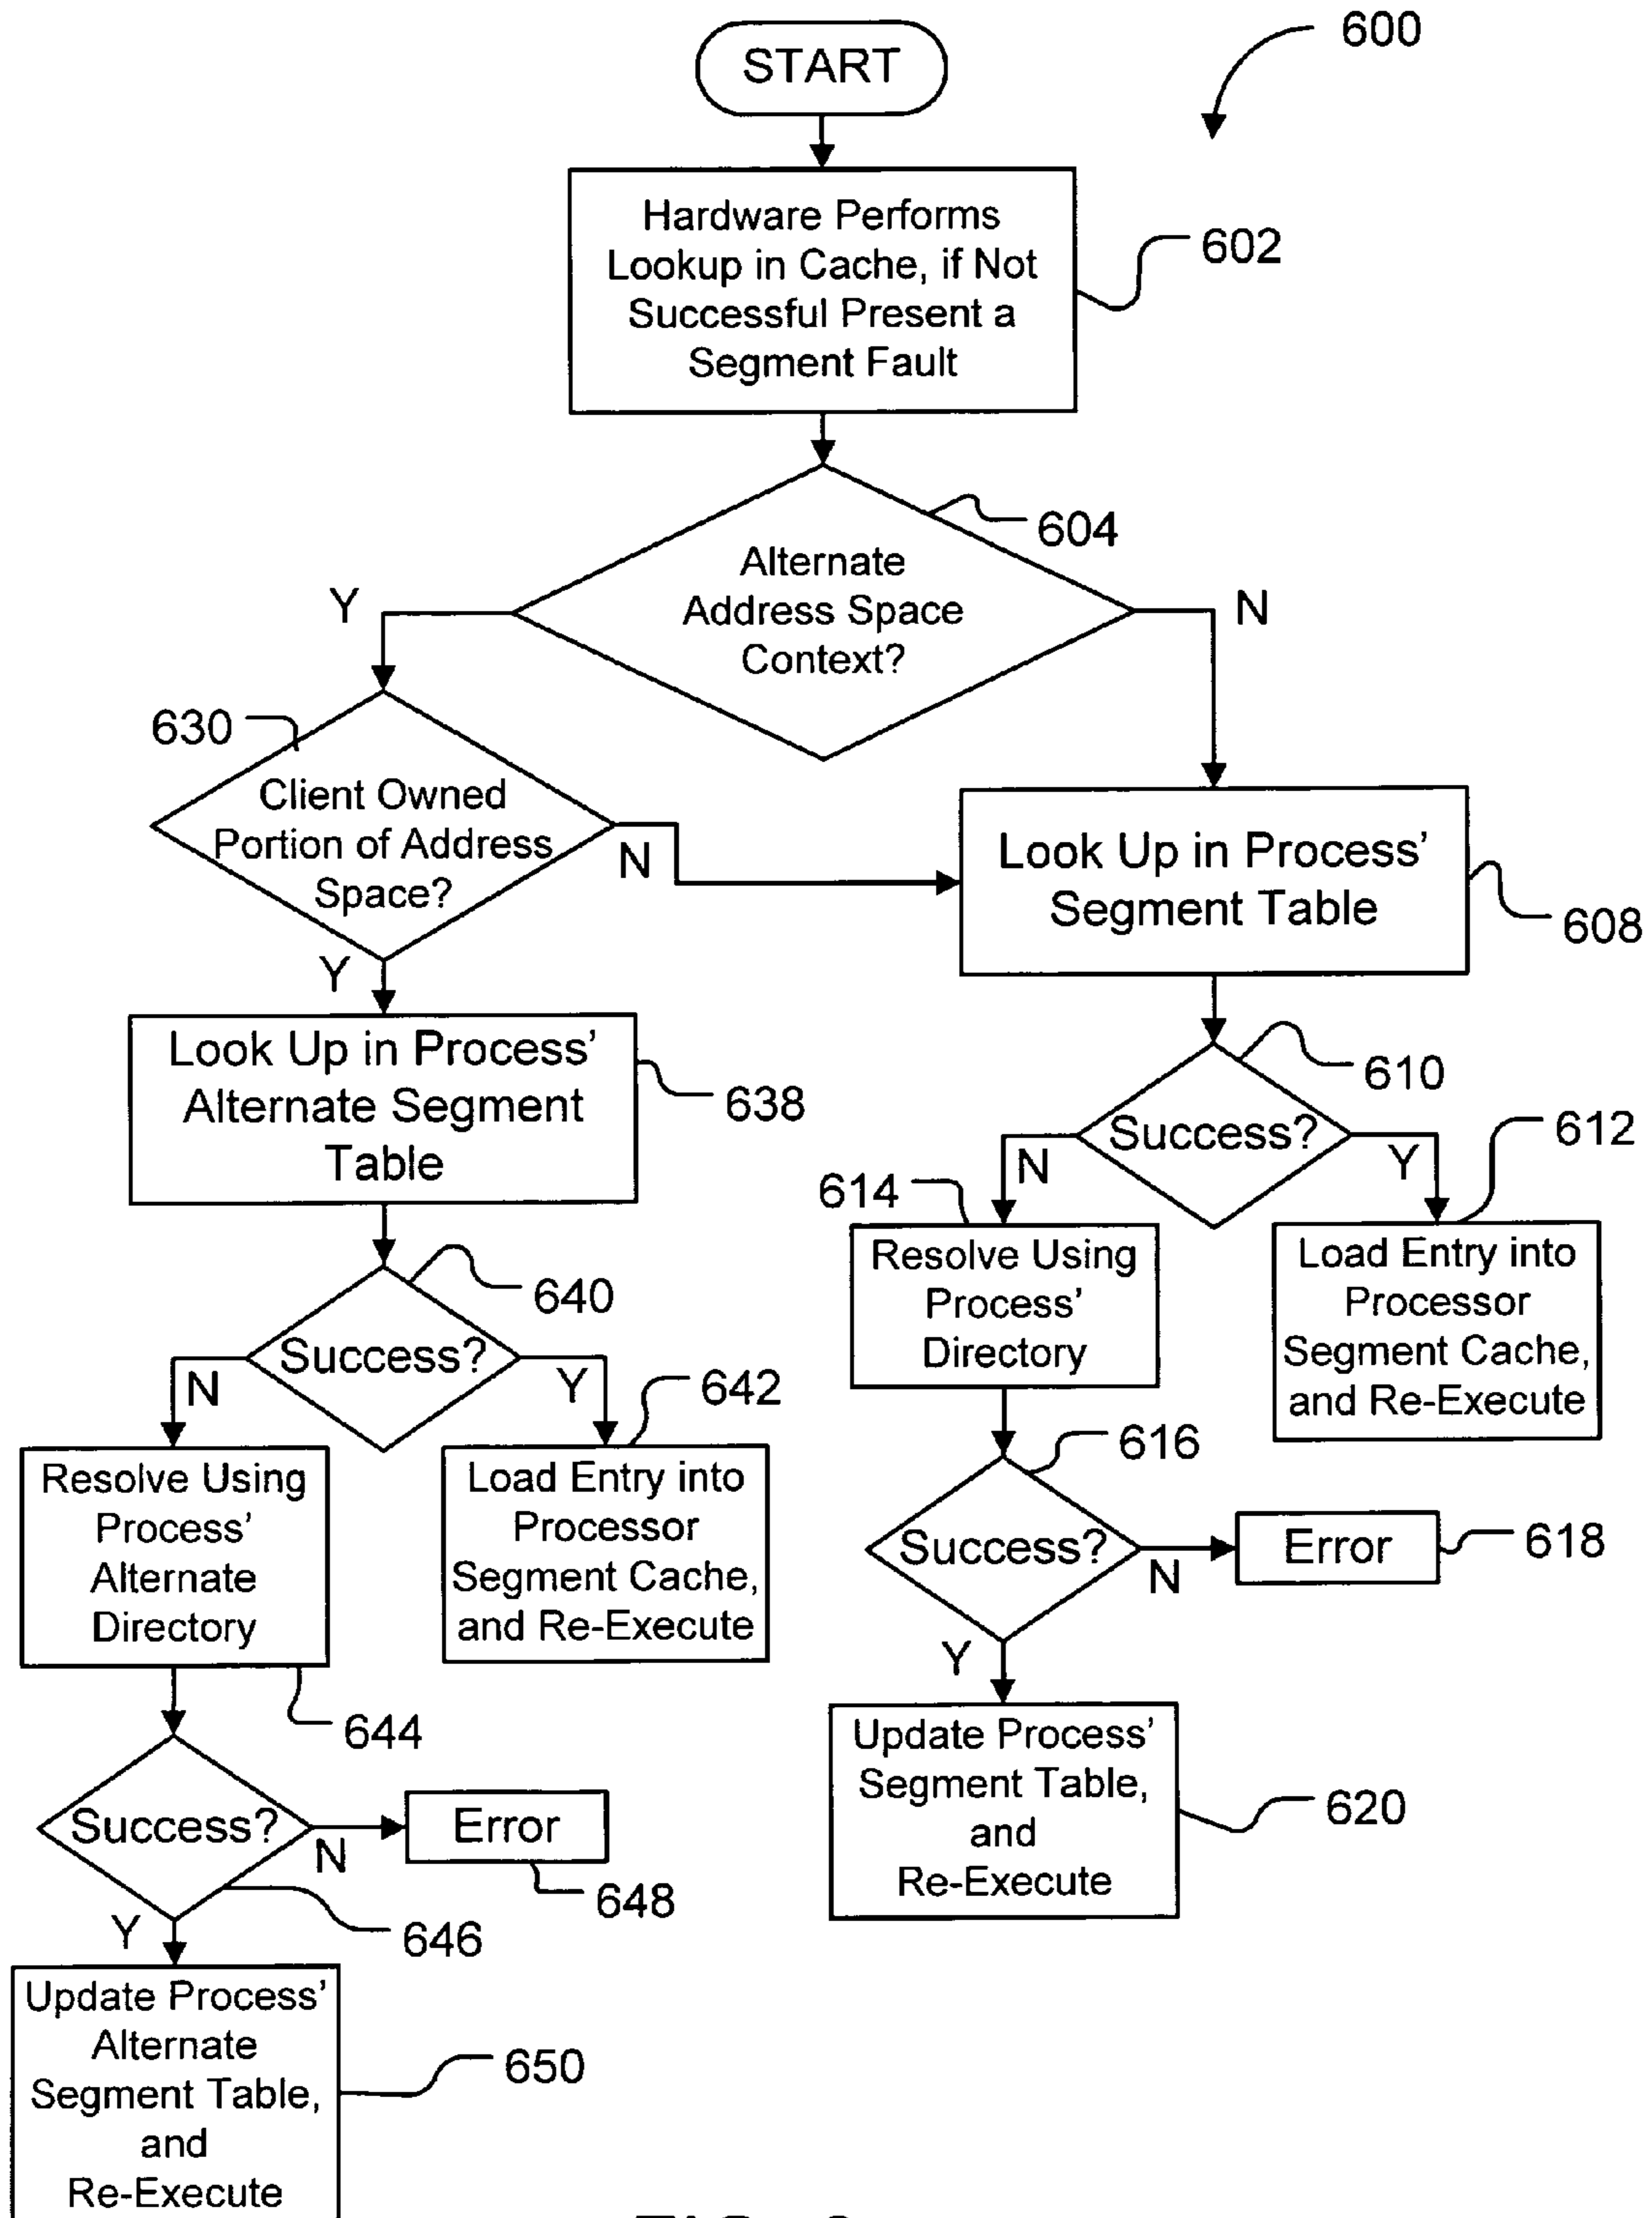 START
600
Hardware Performs
Lookup in Cache, if Not
Successful Present a
Segment Fault
602
604
Alternate
Address Space
Context?
Y
N
630
Client Owned
Portion of Address
Space?
N
Y
Look Up in Process'
Segment Table
608
Look Up in Process'
Alternate Segment
Table
638
610
Success?
N
Y
612
614
Resolve Using
Process'
Directory
Load Entry into
Processor
Segment Cache,
and Re-Execute
640
Success?
N
Y
642
Resolve Using
Process'
Alternate
Directory
644
Load Entry into
Processor
Segment Cache,
and Re-Execute
616
Success?
N
Error
618
Y
Update Process'
Segment Table,
and
Re-Execute
620
Success?
N
Error
648
646
Y
Update Process'
Alternate
Segment Table,
and
Re-Execute
650